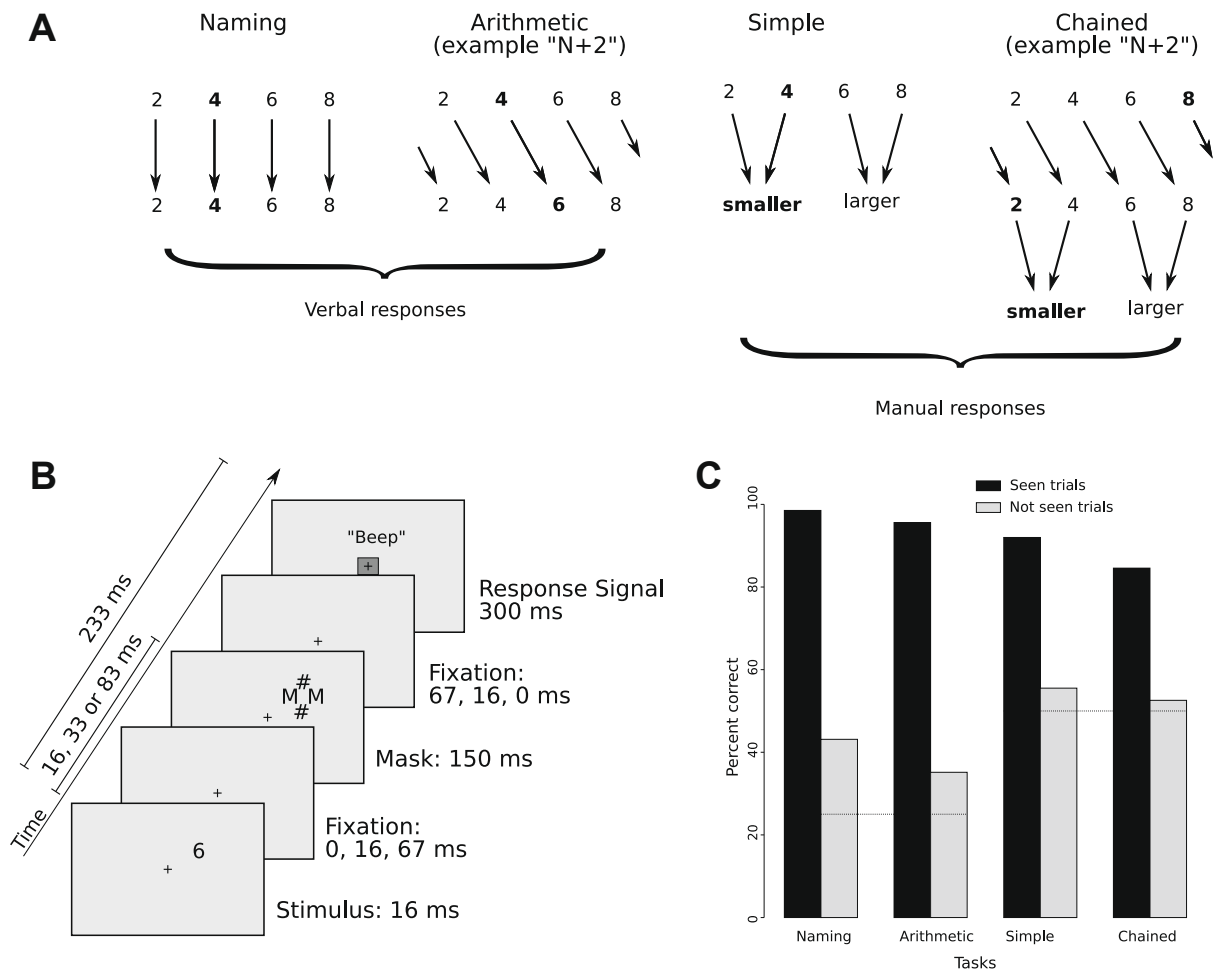 A
Naming
Arithmetic
(example "N+2")
Simple
Chained
(example "N+2")
2 4 6 8
2 4 6 8
2 4 6 8
2 4 6 8
2 4 6 8
2 4 6 8
smaller larger
2 4 6 8
smaller larger
Verbal responses
Manual responses
B
233 ms
16, 33 or 83 ms
Time
"Beep"
+
Response Signal
300 ms
+
Fixation:
67, 16, 0 ms
#
M M
#
+
Mask: 150 ms
+
Fixation:
0, 16, 67 ms
6
+
Stimulus: 16 ms
C
Seen trials
Not seen trials
Percent correct
100
80
60
40
20
0
Naming Arithmetic Simple Chained
Tasks